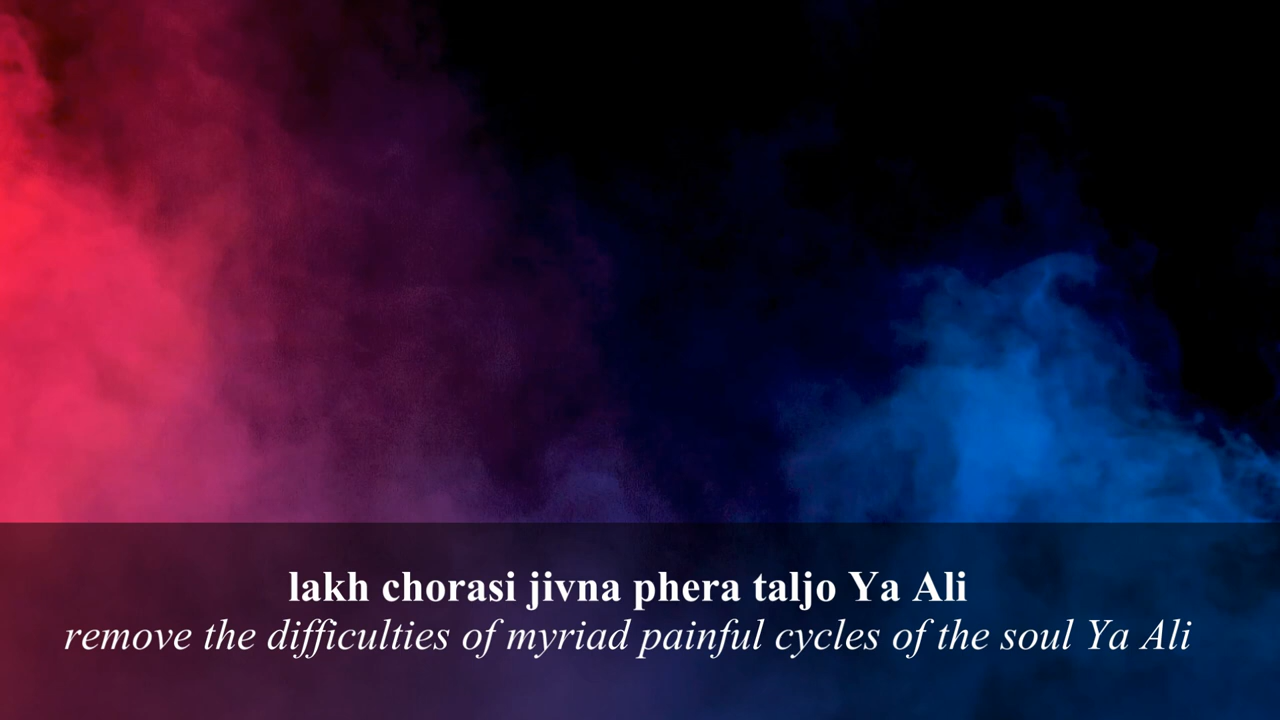 lakh chorasi jivna phera taljo Ya Ali
remove the difficulties of myriad painful cycles of the soul Ya Ali